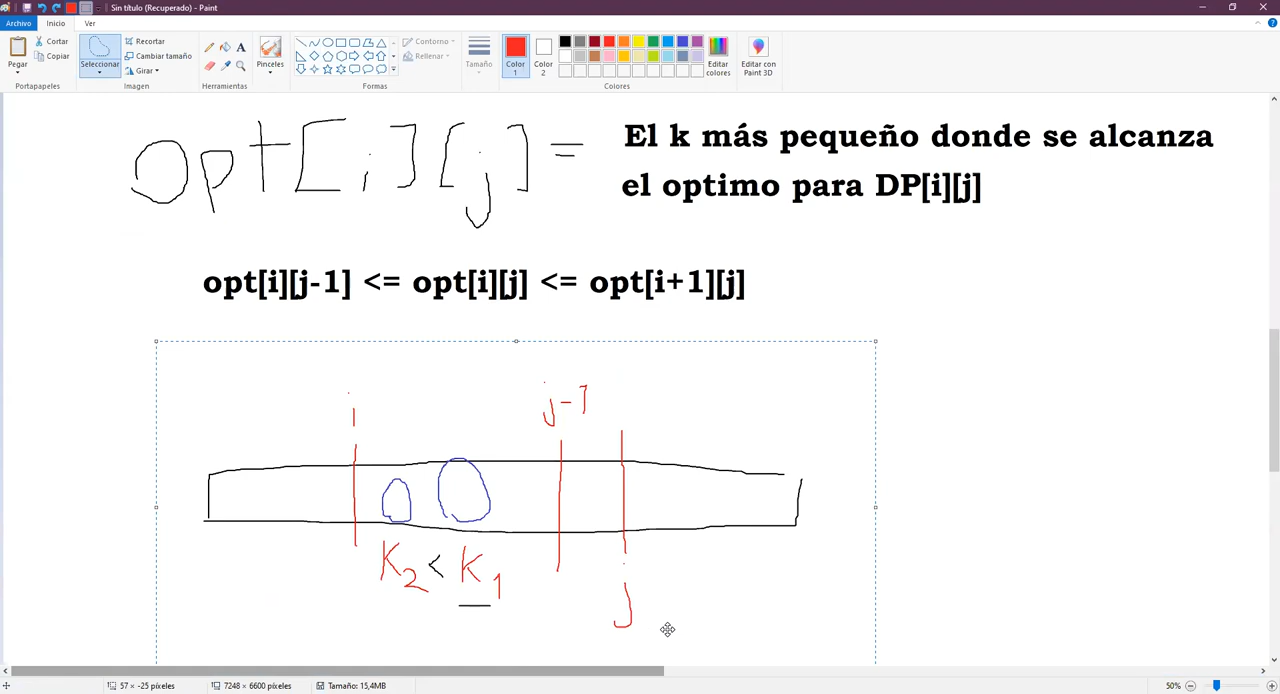 Sin título (Recuperado) - Paint
Archivo Inicio Ver
Pegar
Cortar
Copiar
Portapapeles
Seleccionar
Recortar
Cambiar tamaño
Girar
Imagen
A
Herramientas
Pinceles
Contorno
Rellenar
Formas
Tamaño
Color 1
Color 2
Editar colores
Editar con Paint 3D
Colores
opt[i][j] =
El k más pequeño donde se alcanza
el optimo para DP[i][j]
opt[i][j-1] <= opt[i][j] <= opt[i+1][j]
i
j-1
K2 < K1
j
57 × -25 píxeles
7248 × 6600 píxeles
Tamaño: 15,4MB
50%